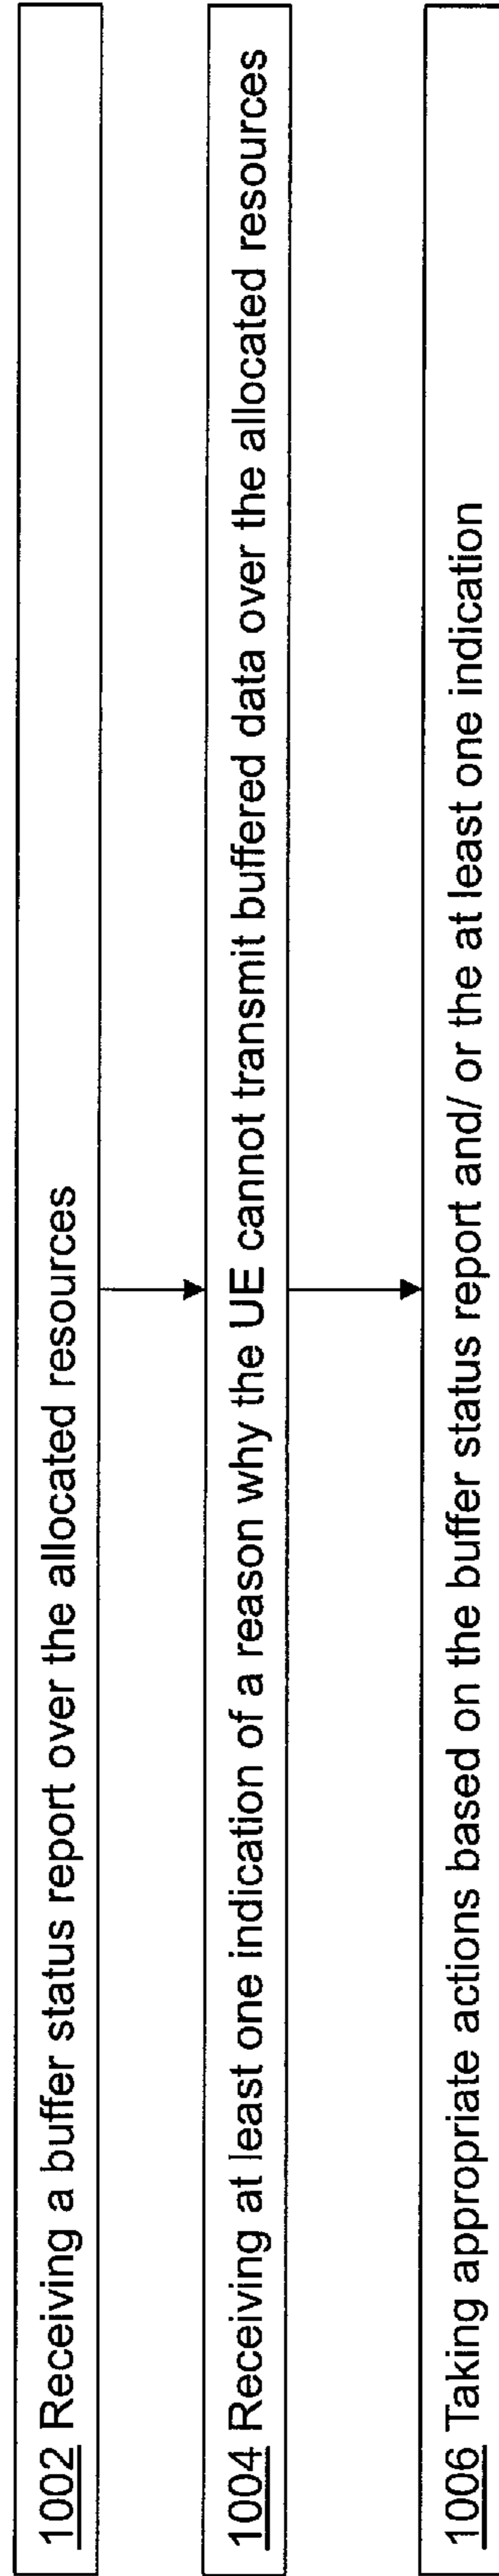 1002 Receiving a buffer status report over the allocated resources
1004 Receiving at least one indication of a reason why the UE cannot transmit buffered data over the allocated resources
1006 Taking appropriate actions based on the buffer status report and/ or the at least one indication